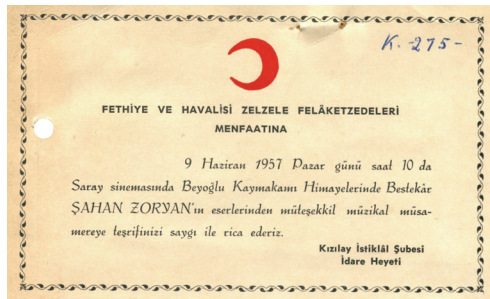 K. -275-
FETHİYE VE HAVALİSİ ZELZELE FELÂKETZEDELERİ
MENFAATINA
9 Haziran 1957 Pazar günü saat 10 da
Saray sinemasında Beyoğlu Kaymakamı Himayelerinde Bestekâr
ŞAHAN ZORYAN'ın eserlerinden müteşekkil müzikal müsa-
mereye teşrifinizi saygı ile rica ederiz.
Kızılay İstiklâl Şubesi
İdare Heyeti